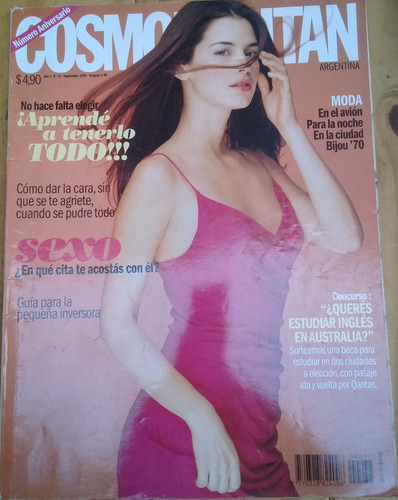 Número Aniversario
COSMOPOLITAN
ARGENTINA
$4,90
No hace falta elegir
¡Aprendé
a tenerlo
TODO!!!
Cómo dar la cara, sin
que se te agriete,
cuando se pudre todo
sexo
¿En qué cita te acostás con él?
Guía para la
pequeña inversora
MODA
En el avión
Para la noche
En la ciudad
Bijou '70
Concurso:
"¿QUERES
ESTUDIAR INGLES
EN AUSTRALIA?"
Sorteamos una beca para
estudiar en dos ciudades
a elección, con pasaje
ida y vuelta por Qantas.